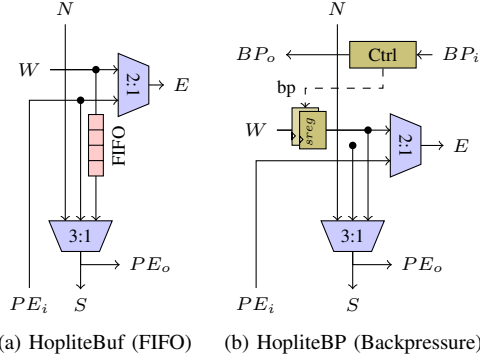 N
W
2:1
E
FIFO
3:1
PE_o
PE_i
S
(a) HopliteBuf (FIFO)
N
BP_o
Ctrl
BP_i
bp
W
sreg
2:1
E
3:1
PE_o
PE_i
S
(b) HopliteBP (Backpressure)